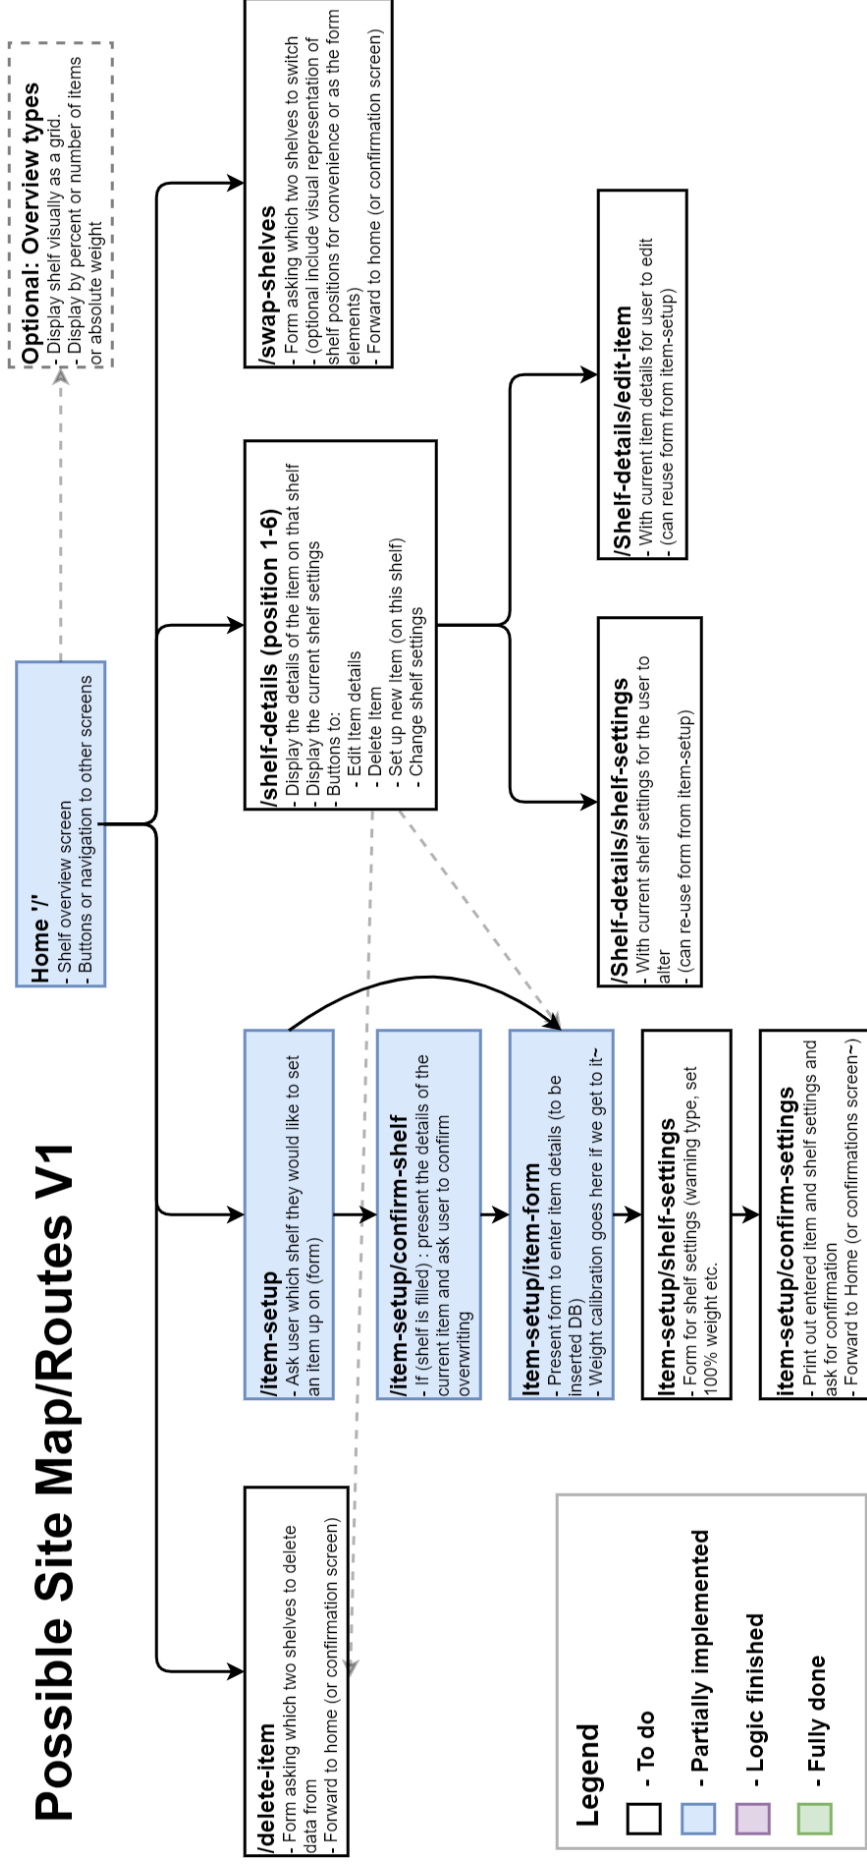 Possible Site Map/Routes V1
Home '/'
- Shelf overview screen
- Buttons or navigation to other screens
Optional: Overview types
- Display shelf visually as a grid.
- Display by percent or number of items
or absolute weight
/delete-item
- Form asking which two shelves to delete
data from
- Forward to home (or confirmation screen)
/item-setup
- Ask user which shelf they would like to set
an item up on (form)
/item-setup/confirm-shelf
- If (shelf is filled) : present the details of the
current item and ask user to confirm
overwriting
Item-setup/item-form
- Present form to enter item details (to be
inserted DB)
- Weight calibration goes here if we get to it~
Item-setup/shelf-settings
- Form for shelf settings (warning type, set
100% weight etc.
item-setup/confirm-settings
- Print out entered item and shelf settings and
ask for confirmation
- Forward to Home (or confirmations screen~)
/shelf-details (position 1-6)
- Display the details of the item on that shelf
- Display the current shelf settings
- Buttons to:
- Edit Item details
- Delete Item
- Set up new Item (on this shelf)
- Change shelf settings
/swap-shelves
- Form asking which two shelves to switch
- (optional include visual representation of
shelf positions for convenience or as the form
elements)
- Forward to home (or confirmation screen)
/Shelf-details/shelf-settings
- With current shelf settings for the user to
alter
- (can re-use form from item-setup)
/Shelf-details/edit-item
- With current item details for user to edit
- (can reuse form from item-setup)
Legend
- To do
- Partially implemented
- Logic finished
- Fully done